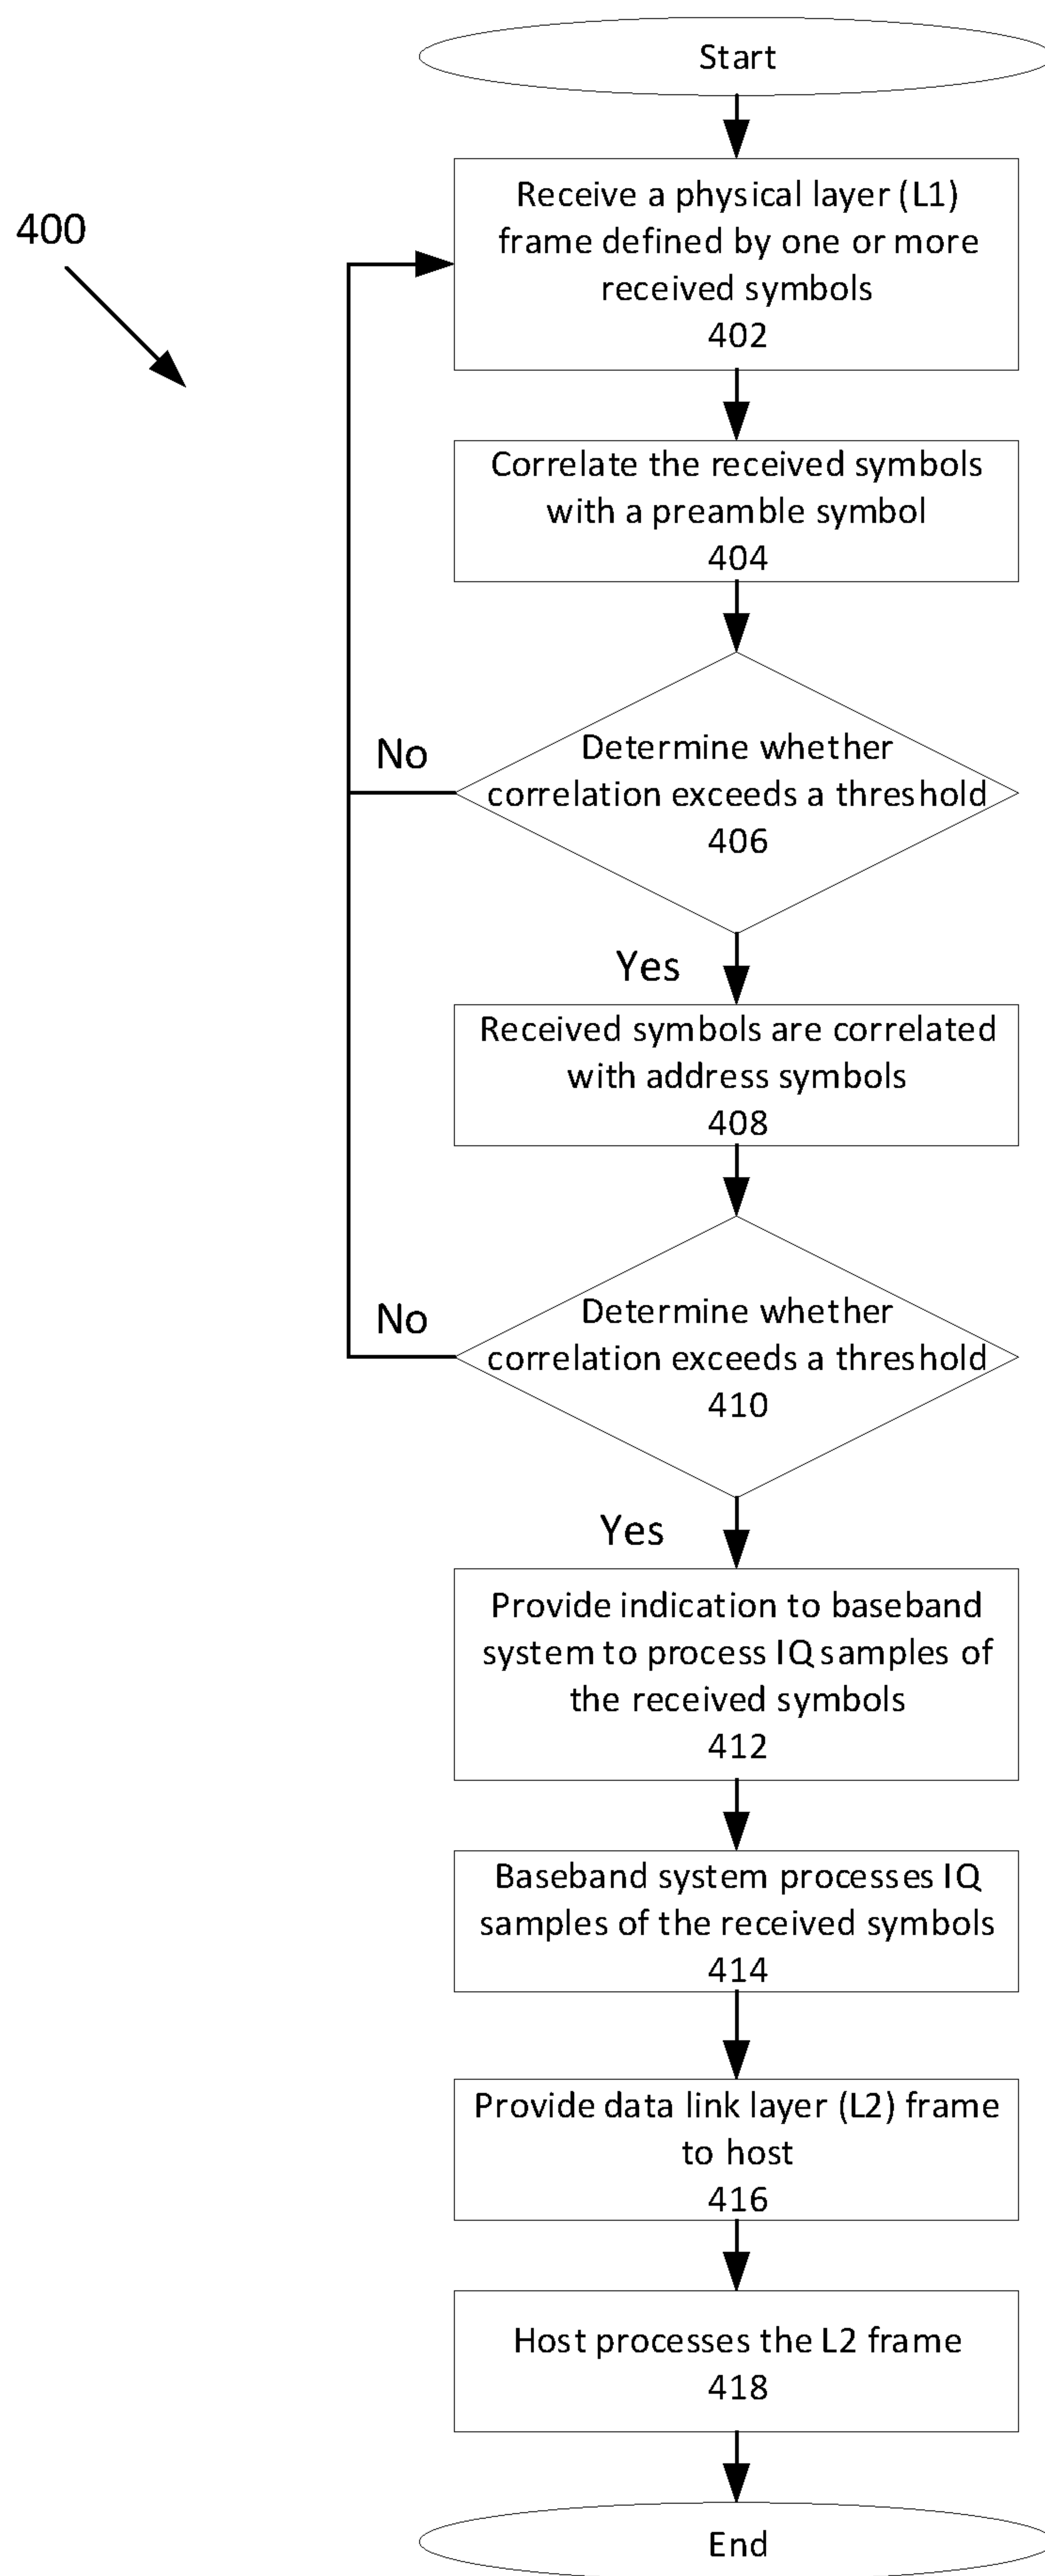 Start
400
Receive a physical layer (L1)
frame defined by one or more
received symbols
402
Correlate the received symbols
with a preamble symbol
404
No
Determine whether
correlation exceeds a threshold
406
Yes
Received symbols are correlated
with address symbols
408
No
Determine whether
correlation exceeds a threshold
410
Yes
Provide indication to baseband
system to process IQ samples of
the received symbols
412
Baseband system processes IQ
samples of the received symbols
414
Provide data link layer (L2) frame
to host
416
Host processes the L2 frame
418
End